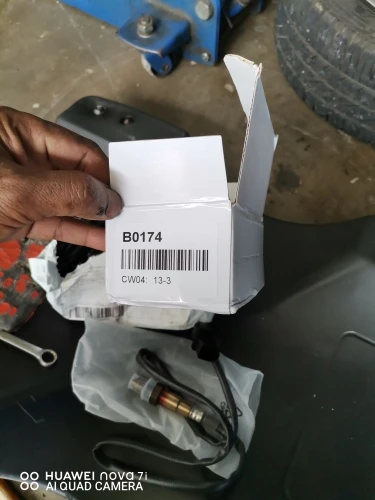 B0174
CW04: 13-3
HUAWEI nova 7i
AI QUAD CAMERA